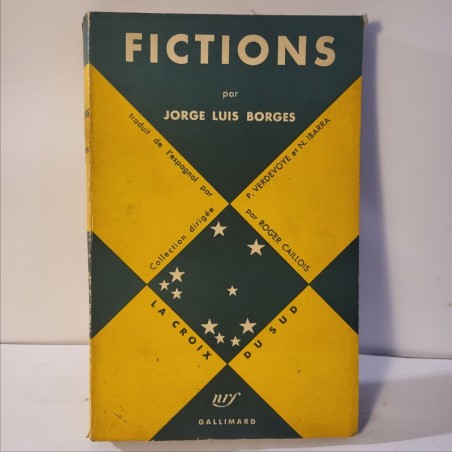 FICTIONS
par
JORGE LUIS BORGES
traduit de l'espagnol par
P. VERDEVOYE et N. IBARRA
Collection dirigée
par ROGER CAILLOIS
LA CROIX
DU SUD
nrf
GALLIMARD